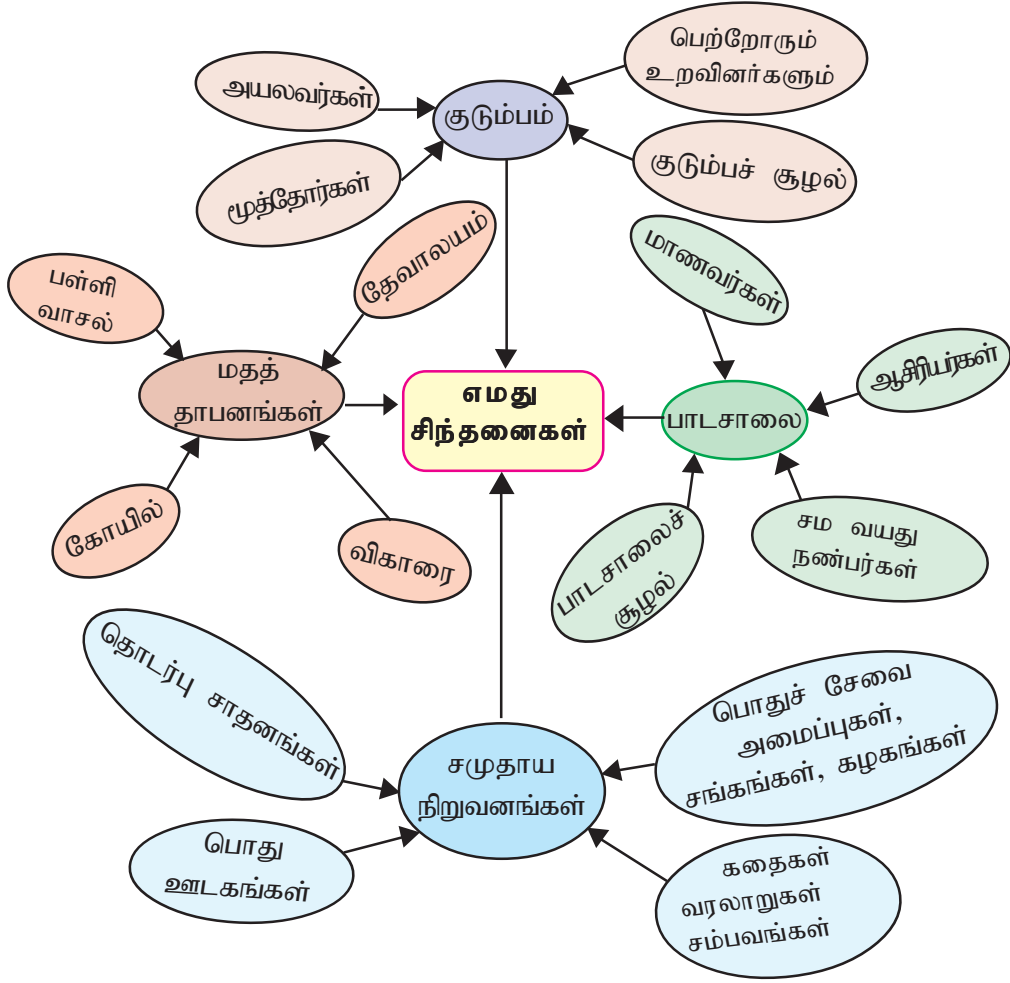 பெற்றோரும்
உறவினர்களும்
அயலவர்கள்
குடும்பம்
குடும்பச் சூழல்
மூத்தோர்கள்
தேவாலயம்
மாணவர்கள்
பள்ளி
வாசல்
மதத்
தாபனங்கள்
எமது
சிந்தனைகள்
பாடசாலை
ஆசிரியர்கள்
கோயில்
விகாரை
பாடசாலைச்
சூழல்
சம வயது
நண்பர்கள்
தொடர்பு சாதனங்கள்
சமுதாய
நிறுவனங்கள்
பொதுச் சேவை
அமைப்புகள்,
சங்கங்கள், கழகங்கள்
பொது
ஊடகங்கள்
கதைகள்
வரலாறுகள்
சம்பவங்கள்